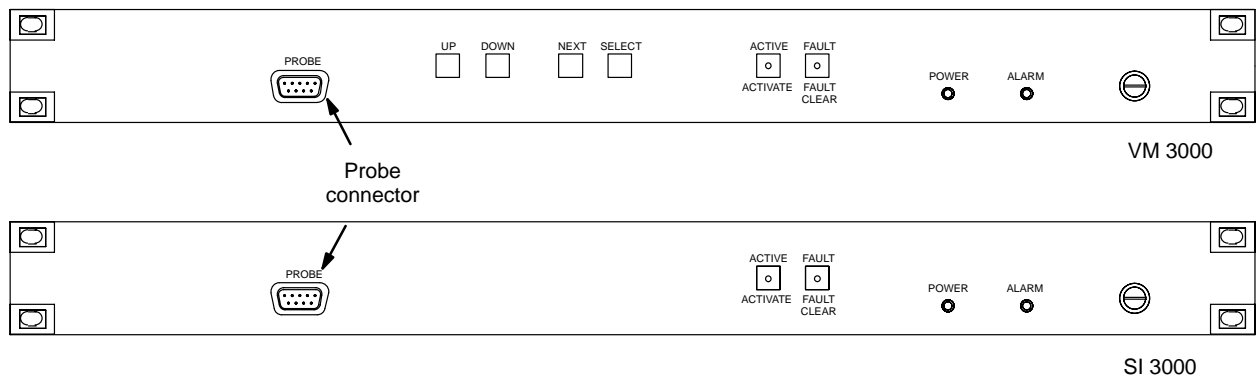 UP DOWN NEXT SELECT ACTIVE FAULT
PROBE
ACTIVATE FAULT
CLEAR
POWER ALARM
VM 3000
Probe
connector
ACTIVE FAULT
PROBE
ACTIVATE FAULT
CLEAR
POWER ALARM
SI 3000